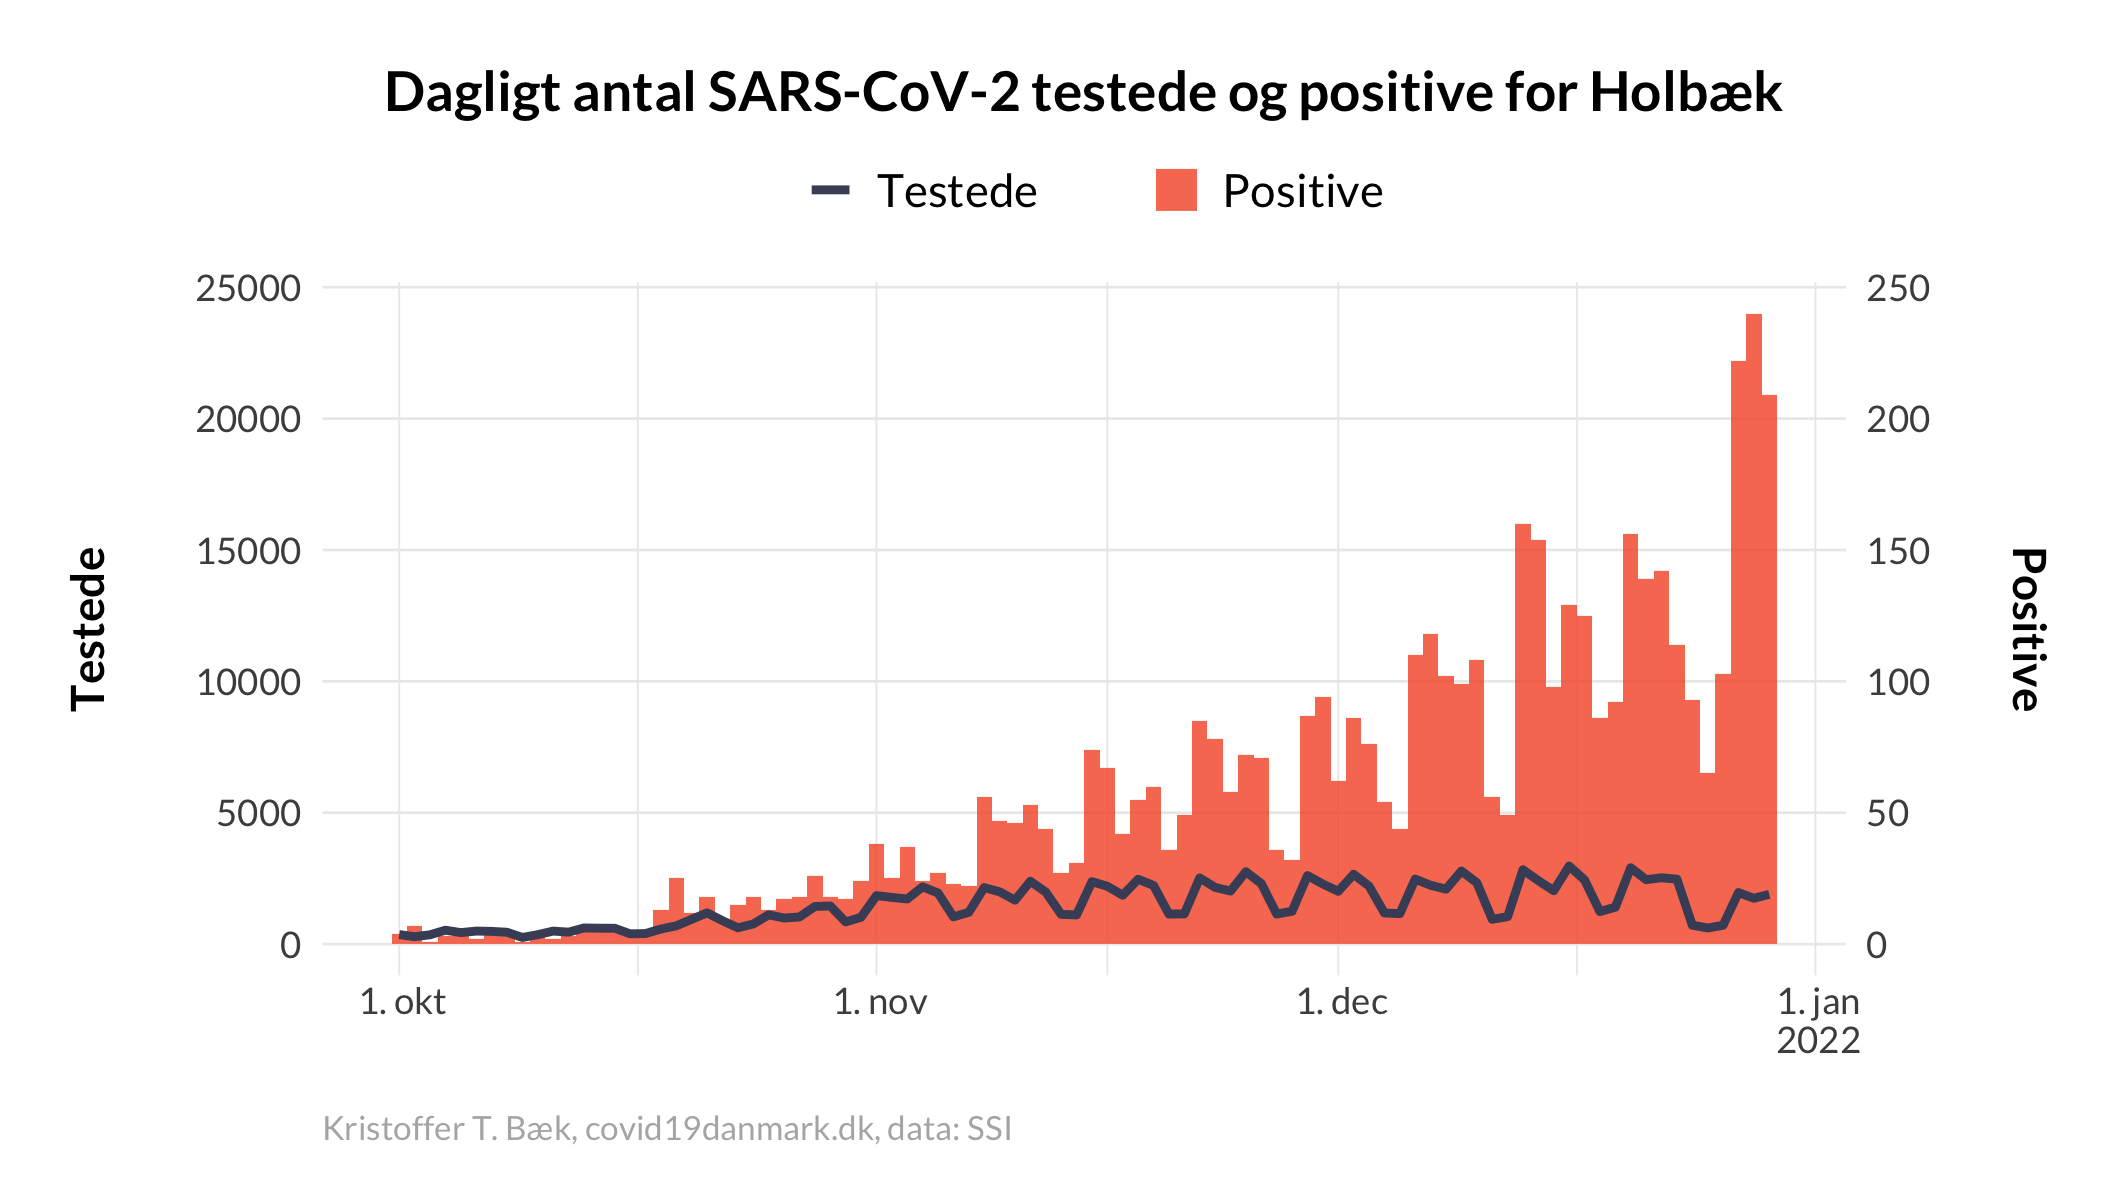 Dagligt antal SARS-CoV-2 testede og positive for Holbæk
Testede
Positive
25000
20000
15000
10000
5000
0
250
200
150
100
50
0
Testede
Positive
1. okt
1. nov
1. dec
1. jan
2022
Kristoffer T. Bæk, covid19danmark.dk, data: SSI